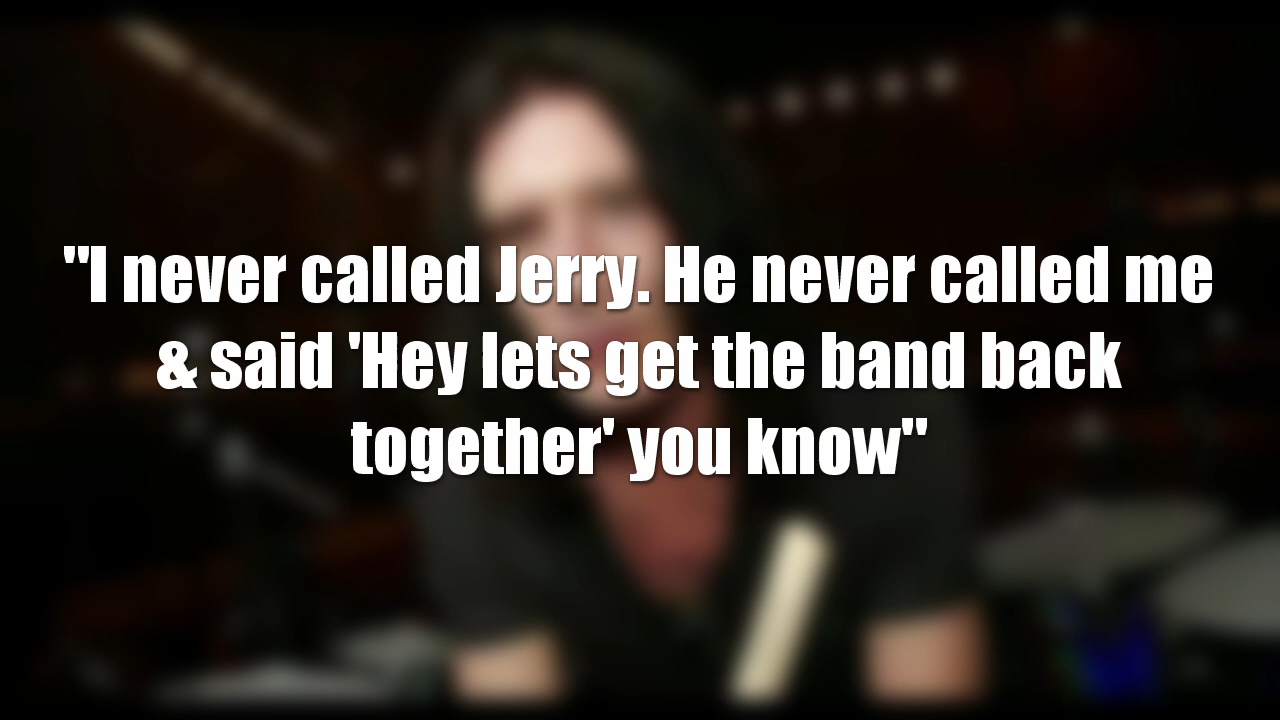 "I never called Jerry. He never called me
& said 'Hey lets get the band back
together' you know"